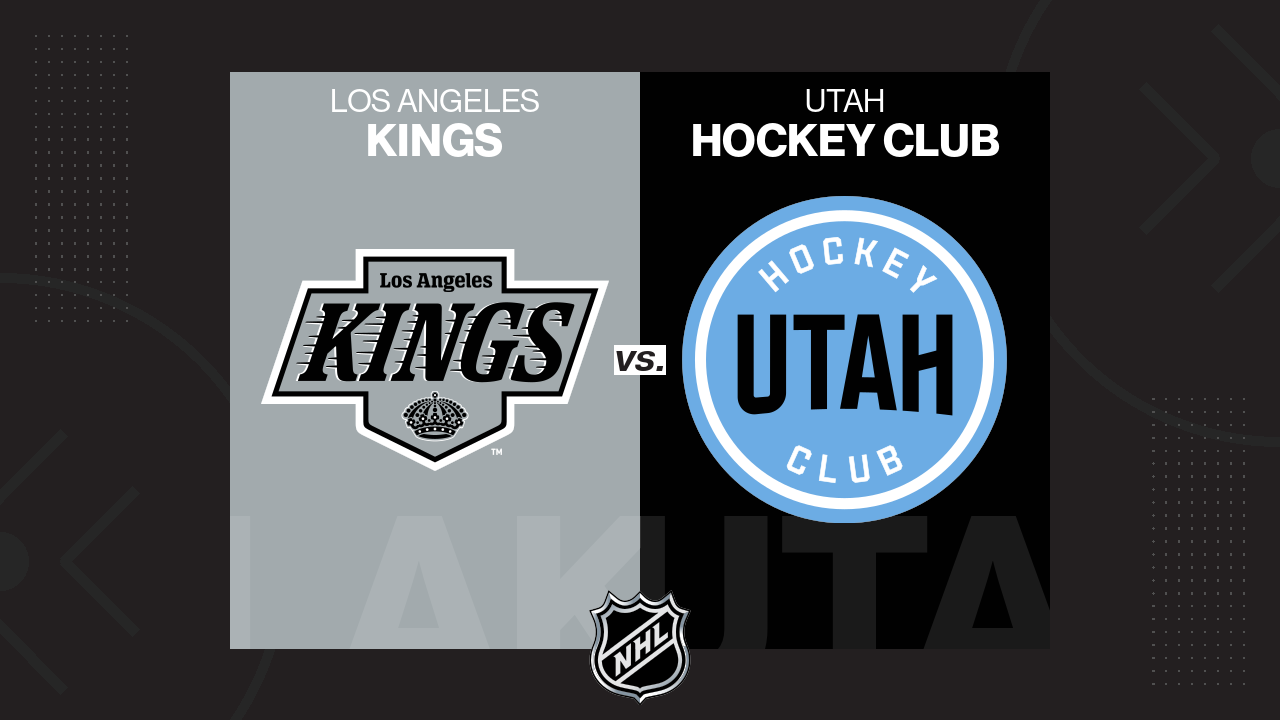 LOS ANGELES
KINGS
UTAH
HOCKEY CLUB
Los Angeles
KINGS
TM
vs.
HOCKEY
UTAH
CLUB
LAK
UTA
NHL